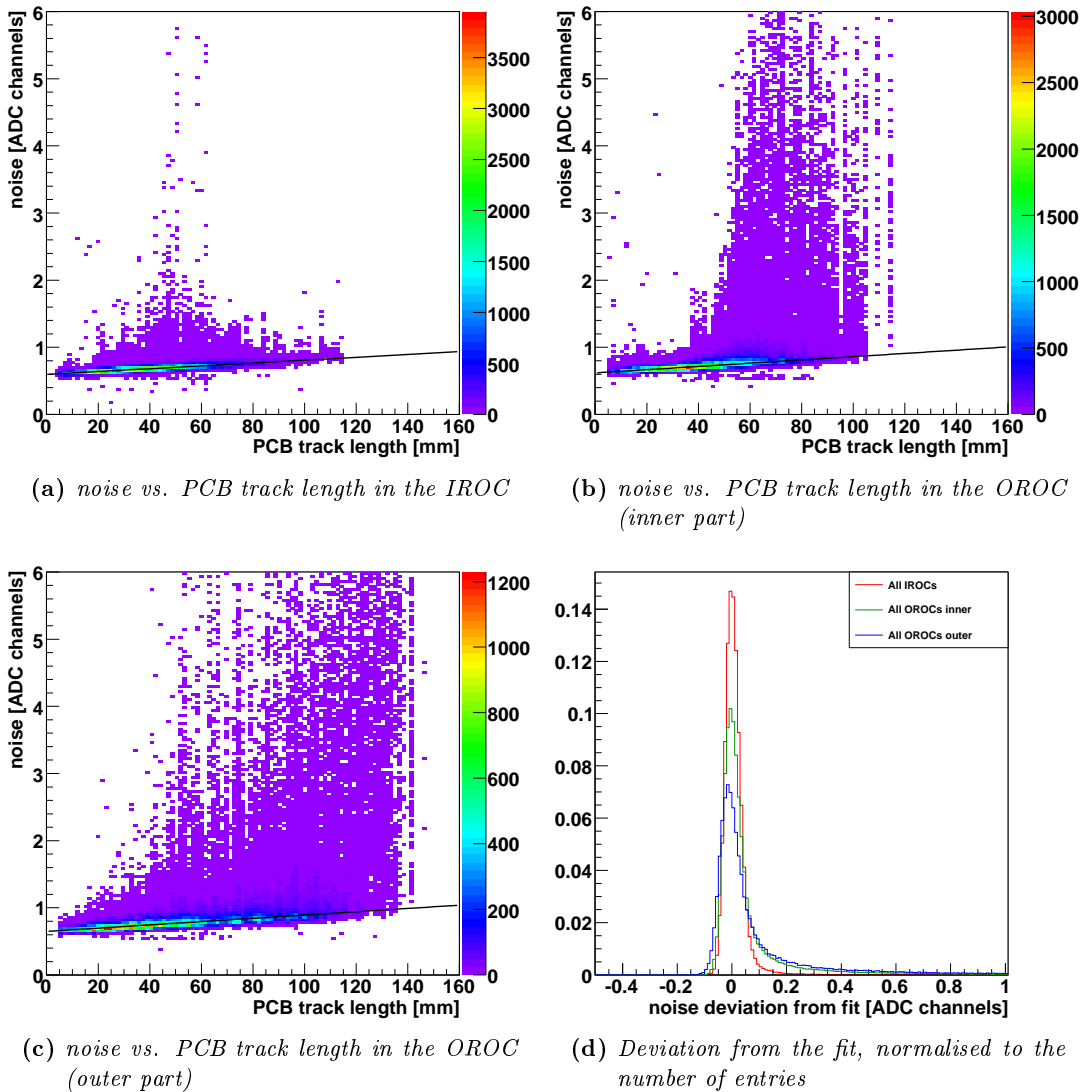 noise [ADC channels]
6
5
4
3
2
1
0
0 20 40 60 80 100 120 140 160
PCB track length [mm]
3500
3000
2500
2000
1500
1000
500
0
(a) noise vs. PCB track length in the IROC
noise [ADC channels]
6
5
4
3
2
1
0
0 20 40 60 80 100 120 140 160
PCB track length [mm]
3000
2500
2000
1500
1000
500
0
(b) noise vs. PCB track length in the OROC
(inner part)
noise [ADC channels]
6
5
4
3
2
1
0
0 20 40 60 80 100 120 140 160
PCB track length [mm]
1200
1000
800
600
400
200
0
(c) noise vs. PCB track length in the OROC
(outer part)
0.14
0.12
0.1
0.08
0.06
0.04
0.02
0
-0.4 -0.2 0 0.2 0.4 0.6 0.8 1
noise deviation from fit [ADC channels]
All IROCs
All OROCs inner
All OROCs outer
(d) Deviation from the fit, normalised to the
number of entries